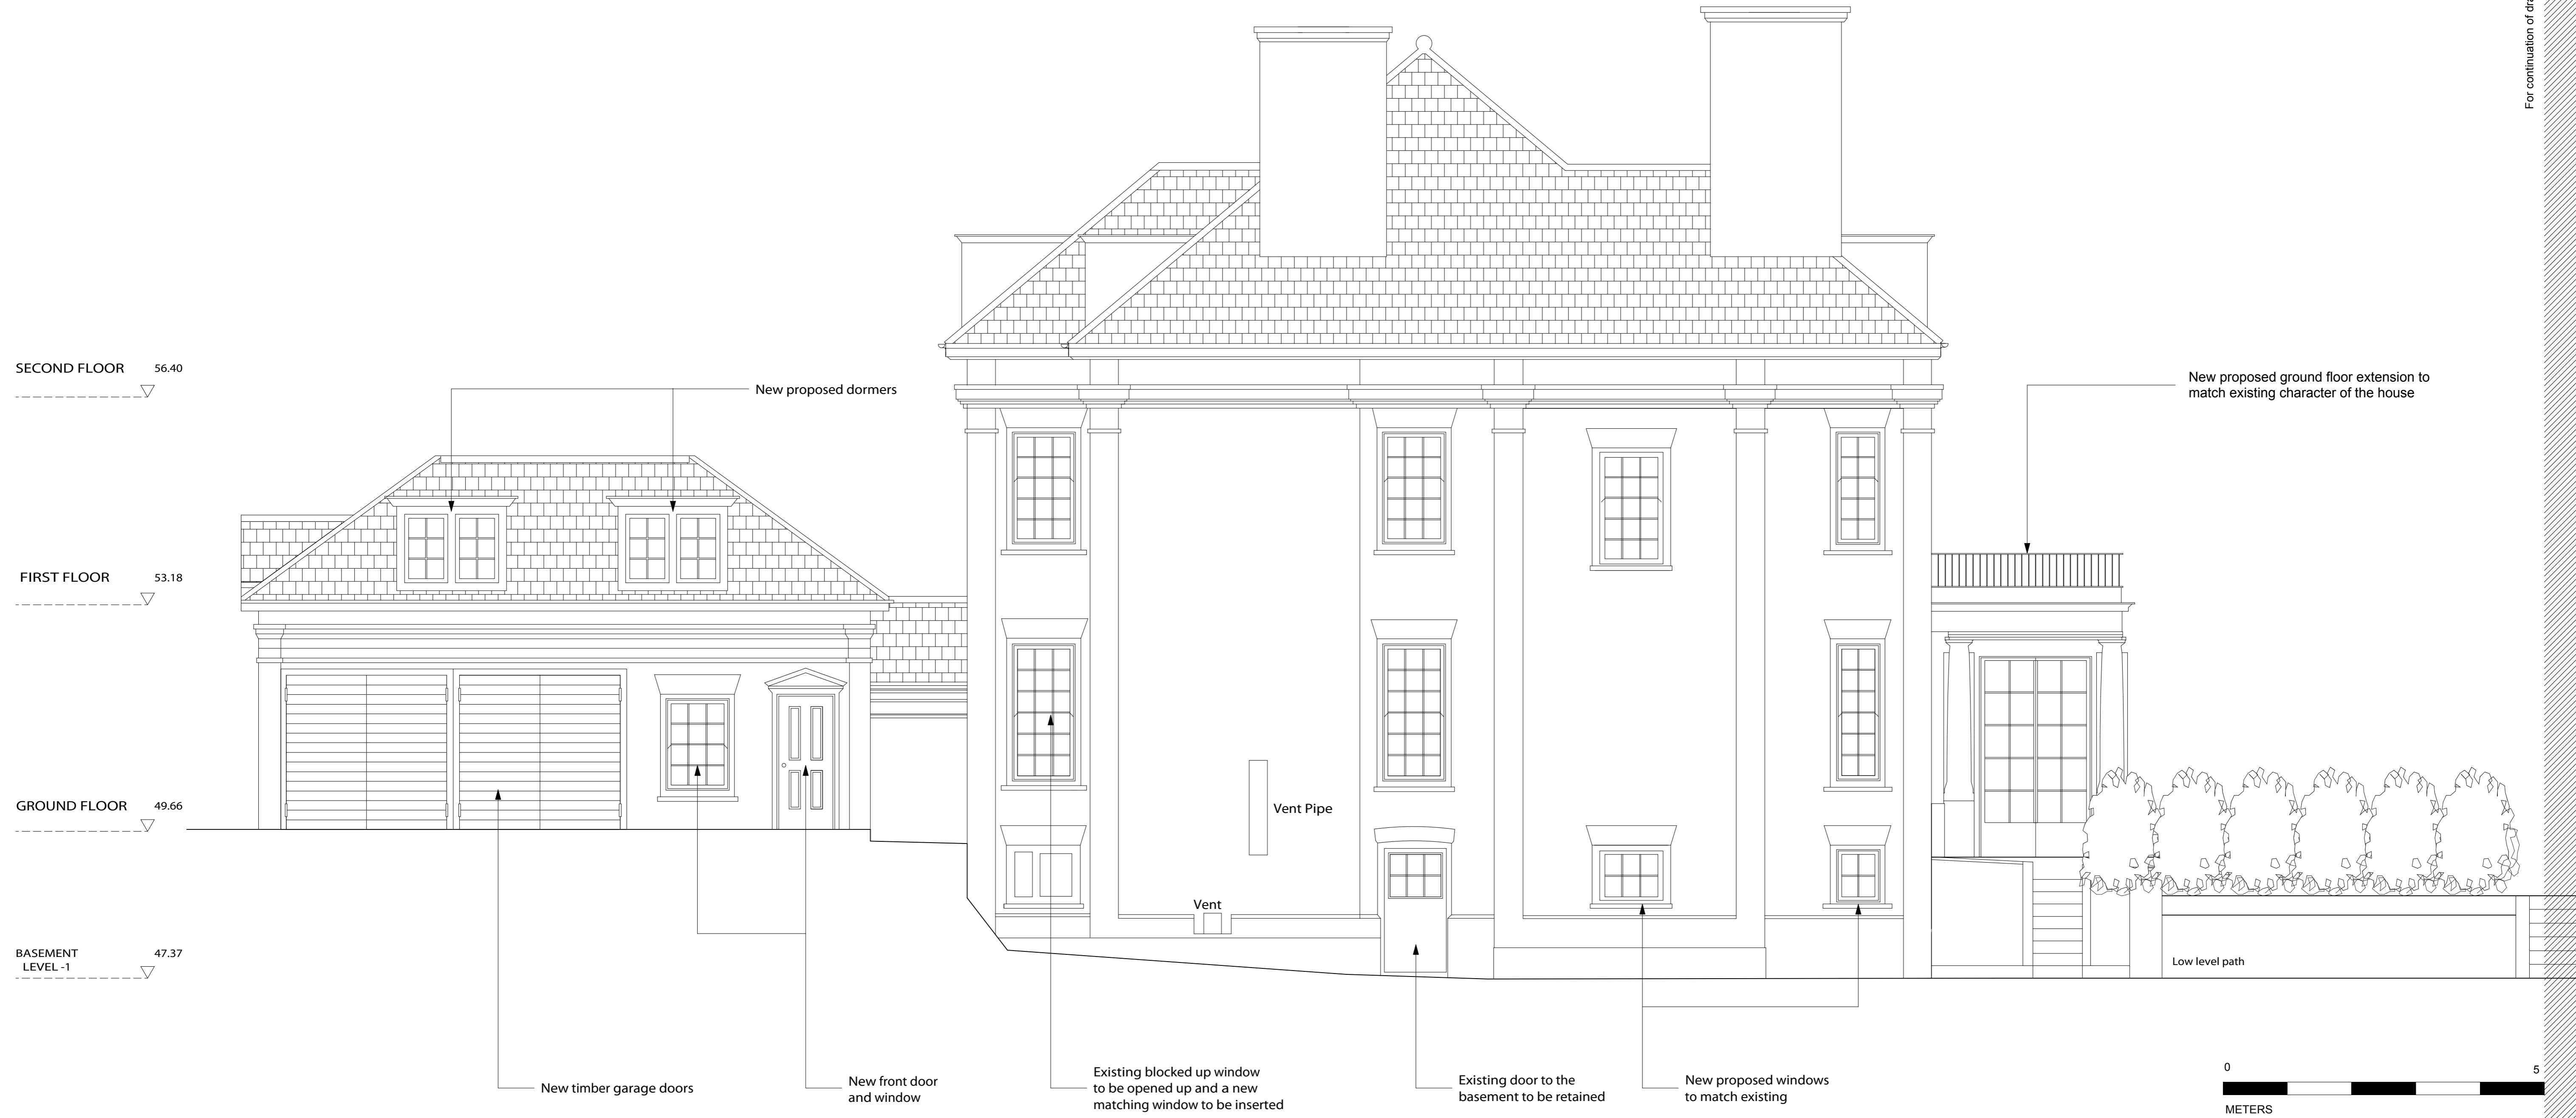 For continuation of
SECOND FLOOR 56.40
New proposed dormers
New proposed ground floor extension to
match existing character of the house
FIRST FLOOR 53.18
GROUND FLOOR 49.66
Vent Pipe
Vent
BASEMENT 47.37
LEVEL -1
Low level path
New timber garage doors
New front door
and window
Existing blocked up window
to be opened up and a new
matching window to be inserted
Existing door to the
basement to be retained
New proposed windows
to match existing
0 5
METERS